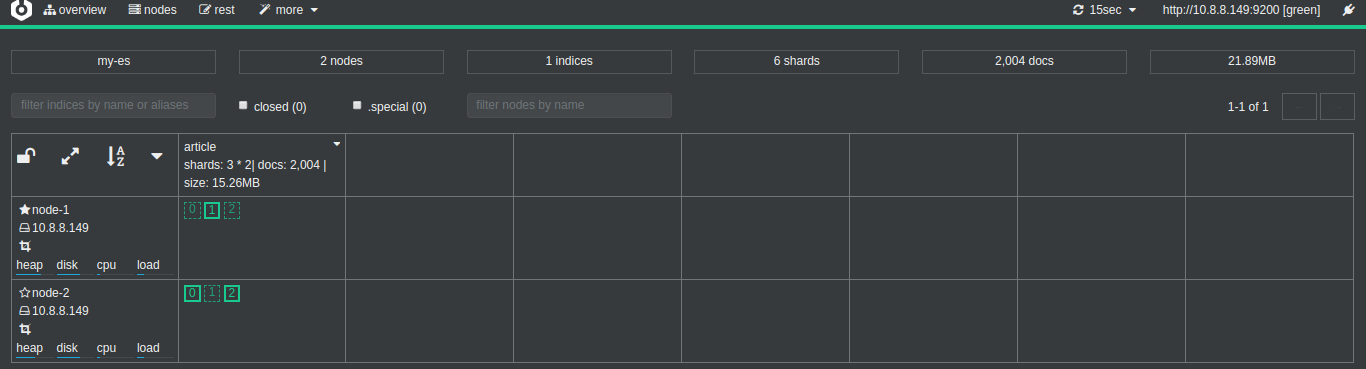 overview nodes rest more 15sec http://10.8.8.149:9200 [green]
my-es 2 nodes 1 indices 6 shards 2,004 docs 21.89MB
filter indices by name or aliases closed (0) .special (0) filter nodes by name 1-1 of 1
article
shards: 3 * 2| docs: 2,004 |
size: 15.26MB
node-1 0 1 2
10.8.8.149
heap disk cpu load
node-2 0 1 2
10.8.8.149
heap disk cpu load